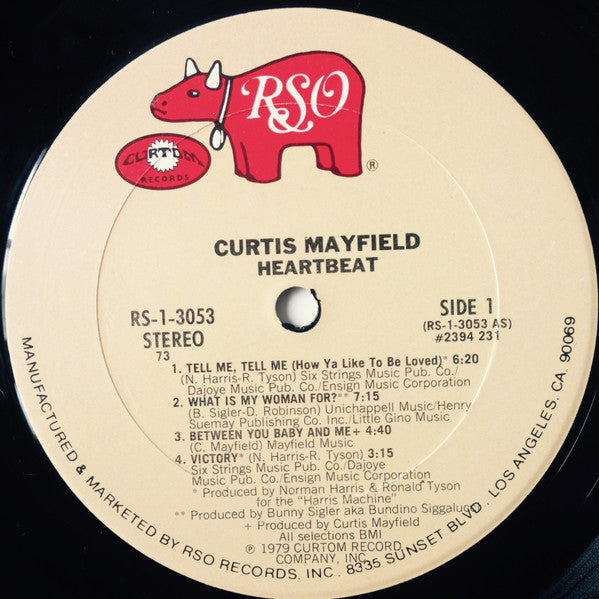 RSO
®
CURTOM
RECORDS
CURTIS MAYFIELD
HEARTBEAT
RS-1-3053
STEREO
73
SIDE 1
(RS-1-3053 AS)
#2394 231
1. TELL ME, TELL ME (How Ya Like To Be Loved)* 6:20
(N. Harris-R. Tyson) Six Strings Music Pub. Co./
Dajoye Music Pub. Co./Ensign Music Corporation
2. WHAT IS MY WOMAN FOR?** 7:15
(B. Sigler-D. Robinson) Unichappell Music/Henry
Suemay Publishing Co. Inc./Little Gino Music
3. BETWEEN YOU BABY AND ME+ 4:40
(C. Mayfield) Mayfield Music
4. VICTORY* (N. Harris-R. Tyson) 3:15
Six Strings Music Pub. Co./Dajoye
Music Pub. Co./Ensign Music Corporation
* Produced by Norman Harris & Ronald Tyson
for the "Harris Machine"
** Produced by Bunny Sigler aka Bundino Siggalucci
+ Produced by Curtis Mayfield
All selections BMI
℗ 1979 CURTOM RECORD
COMPANY, INC.
MANUFACTURED & MARKETED BY RSO RECORDS, INC. 8335 SUNSET BLVD., LOS ANGELES, CA. 90069